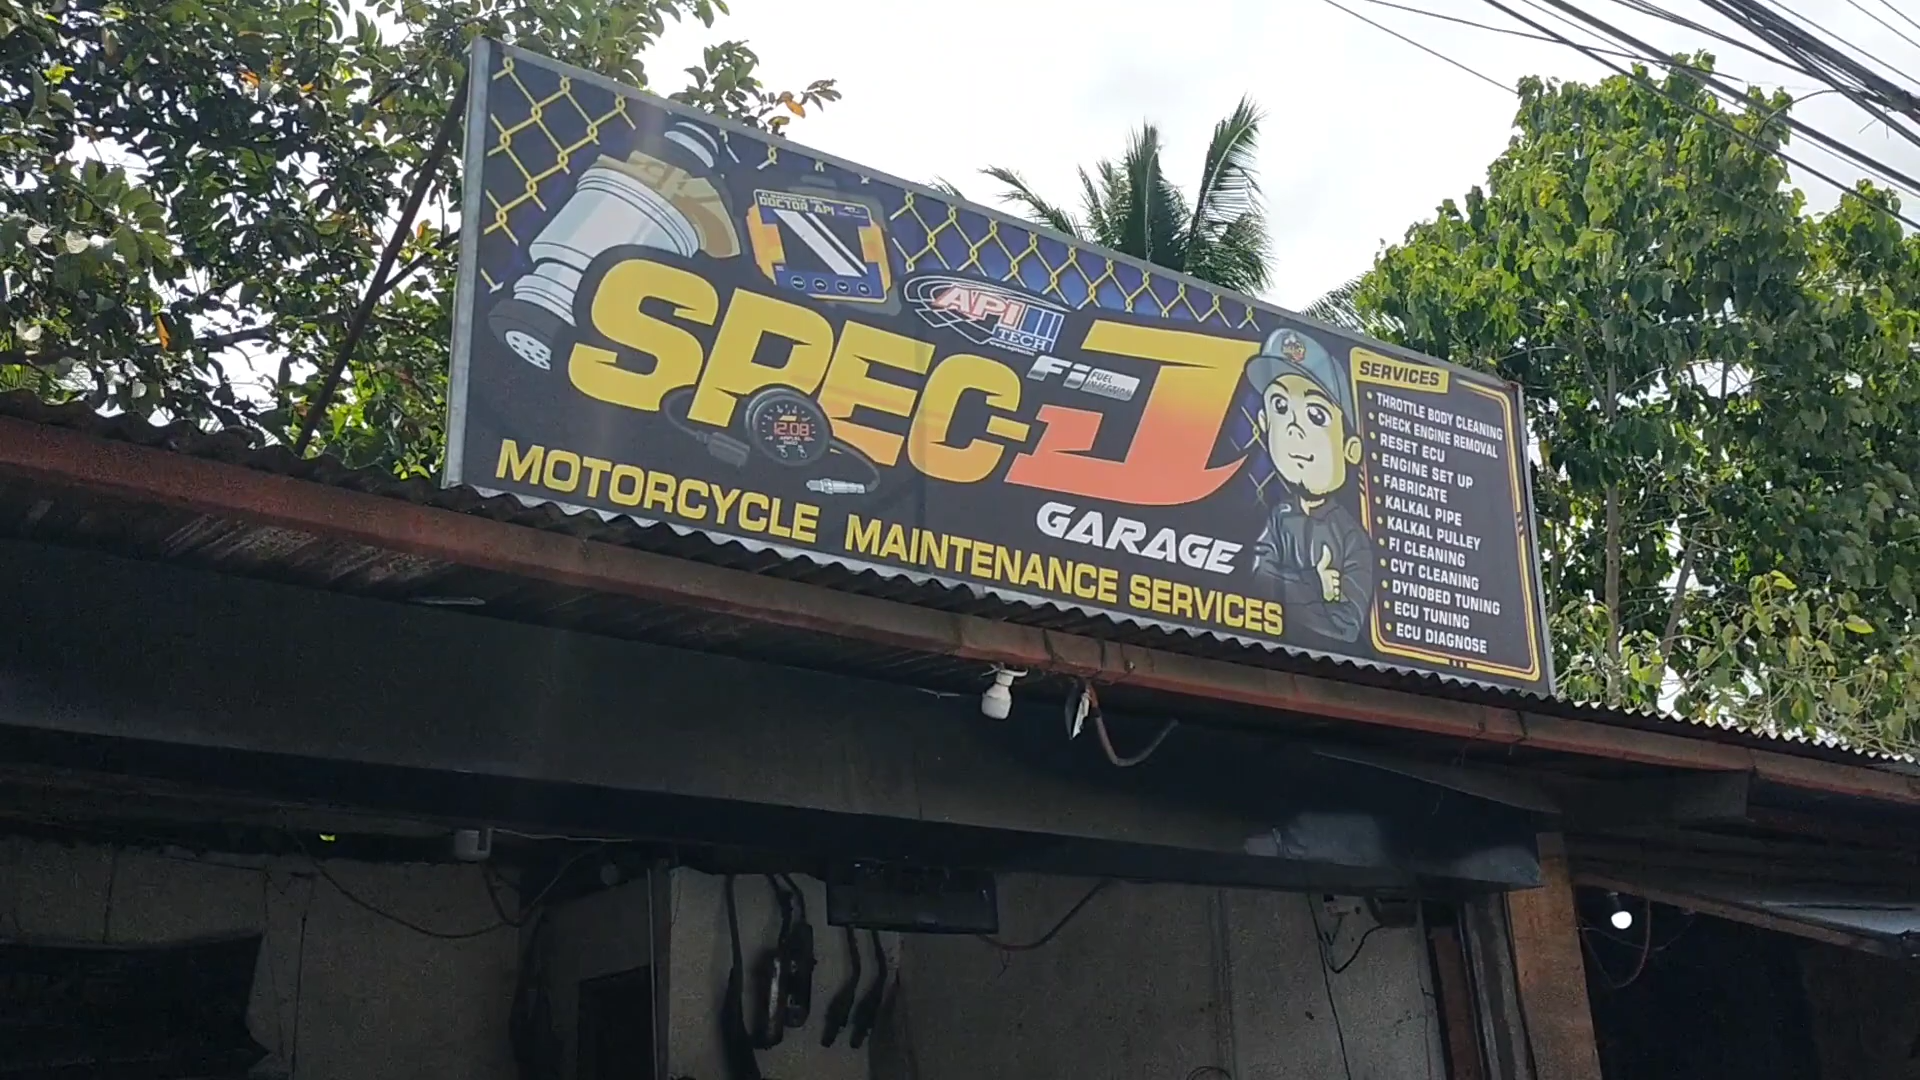 DOCTOR API
API
TECH
SPEC-J
Fi FUEL
INJECTION
12.08
GARAGE
MOTORCYCLE MAINTENANCE SERVICES
SERVICES
• THROTTLE BODY CLEANING
• CHECK ENGINE REMOVAL
• RESET ECU
• ENGINE SET UP
• FABRICATE
• KALKAL PIPE
• KALKAL PULLEY
• FI CLEANING
• CVT CLEANING
• DYNOBED TUNING
• ECU TUNING
• ECU DIAGNOSE